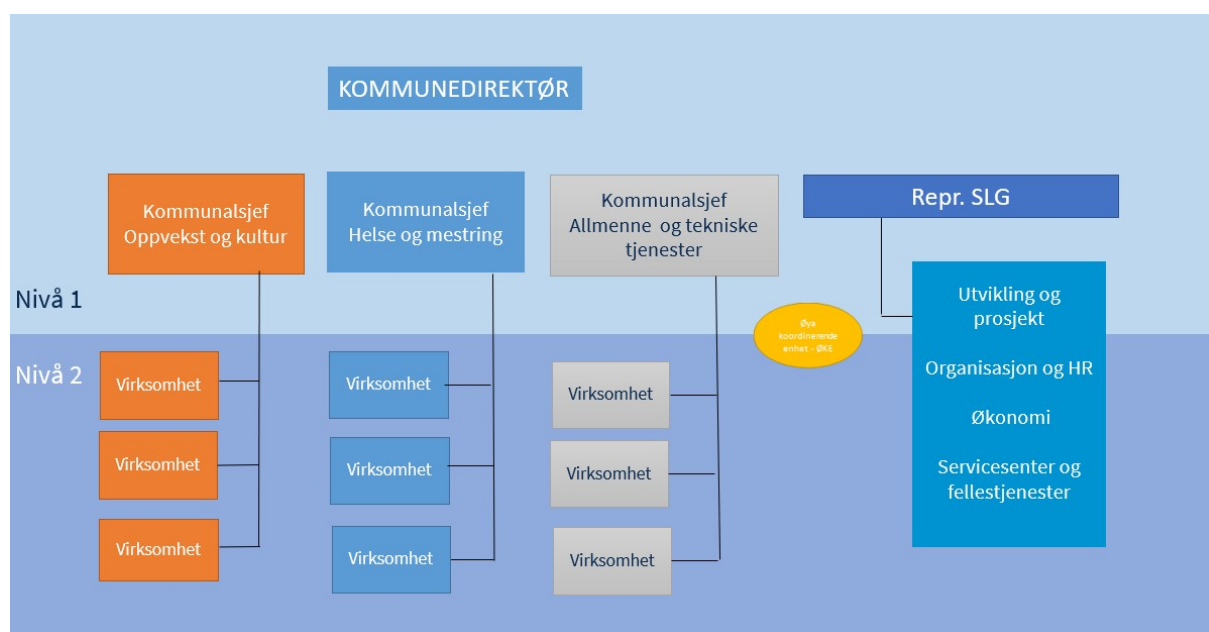 KOMMUNEDIREKTØR
Kommunalsjef
Oppvekst og kultur
Kommunalsjef
Helse og mestring
Kommunalsjef
Allmenne og tekniske
tjenester
Repr. SLG
Nivå 1
Utvikling og
prosjekt
Organisasjon og HR
Økonomi
Servicesenter og
fellestjenester
Øya
koordinerende
enhet - ØKE
Nivå 2
Virksomhet
Virksomhet
Virksomhet
Virksomhet
Virksomhet
Virksomhet
Virksomhet
Virksomhet
Virksomhet